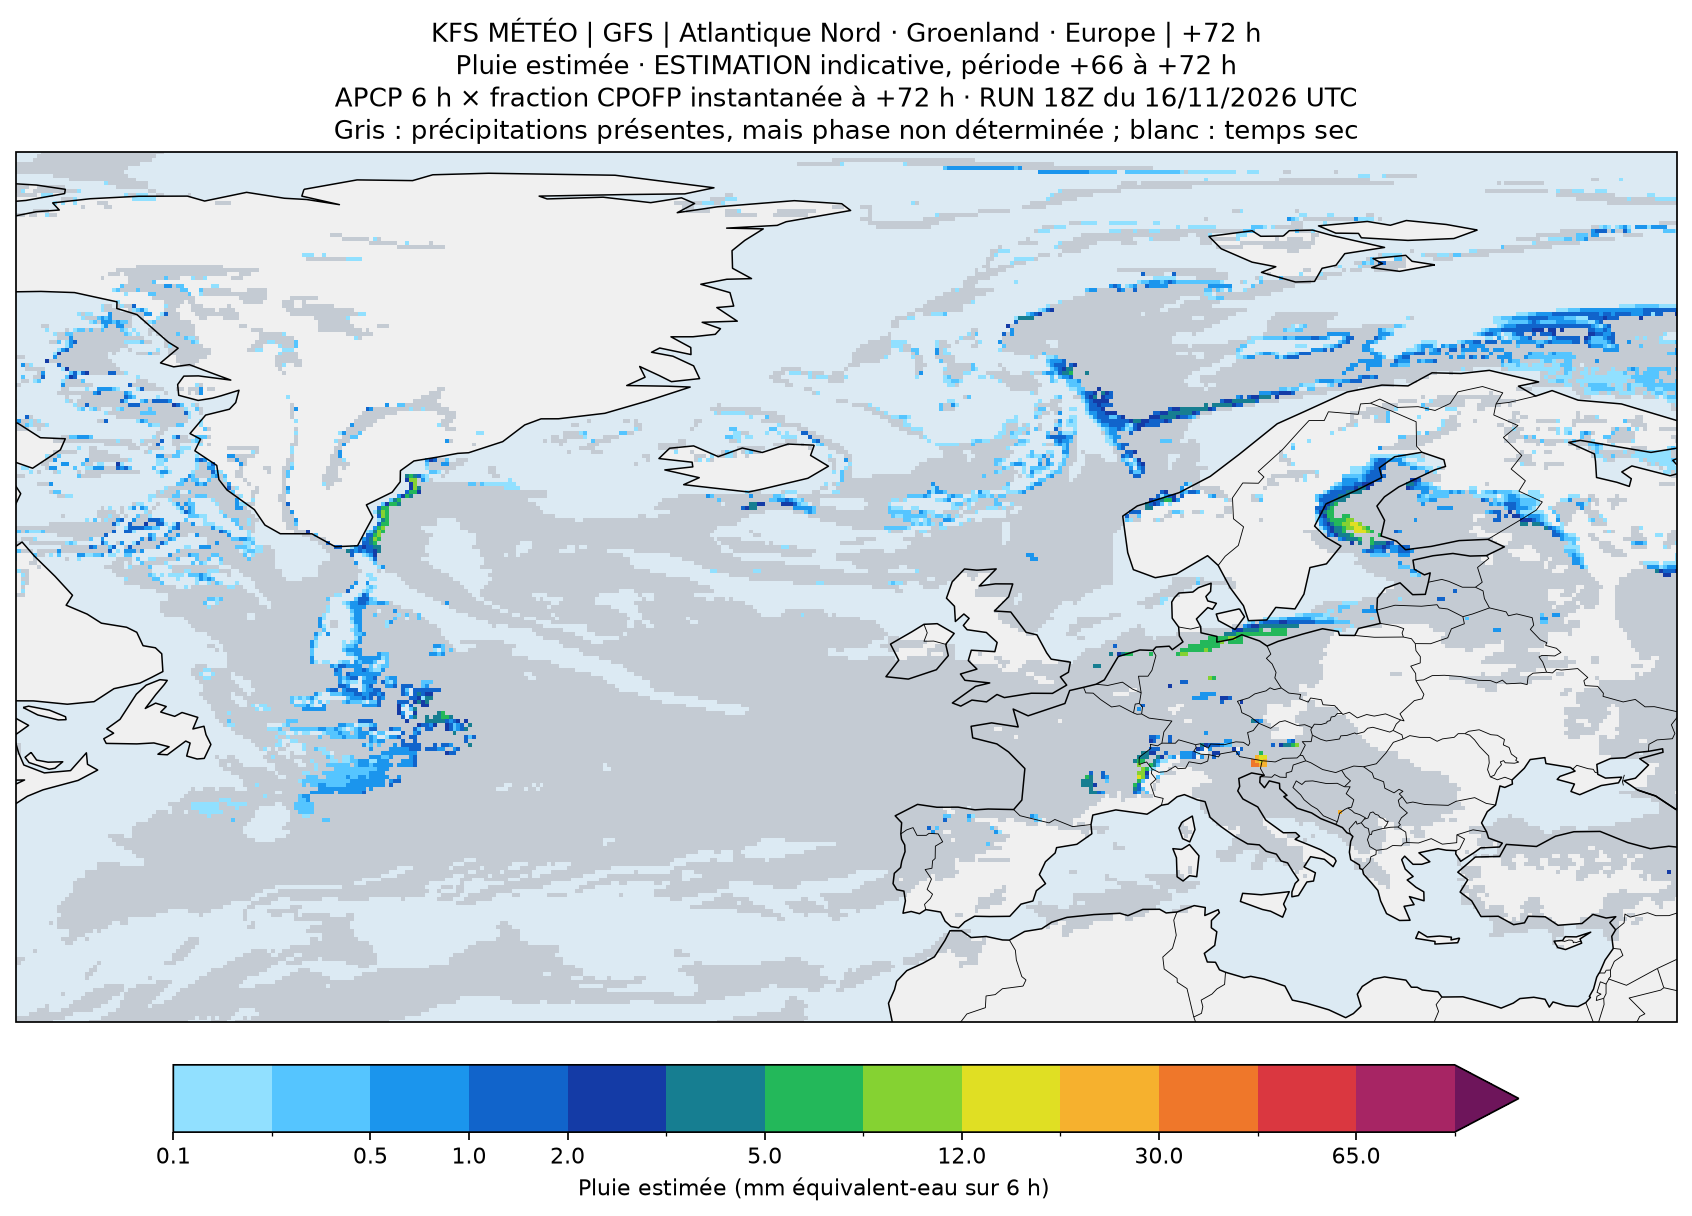 KFS MÉTÉO | GFS | Atlantique Nord · Groenland · Europe | +72 h
Pluie estimée · ESTIMATION indicative, période +66 à +72 h
APCP 6 h × fraction CPOFP instantanée à +72 h · RUN 18Z du 16/11/2026 UTC
Gris : précipitations présentes, mais phase non déterminée ; blanc : temps sec
0.1 0.5 1.0 2.0 5.0 12.0 30.0 65.0
Pluie estimée (mm équivalent-eau sur 6 h)